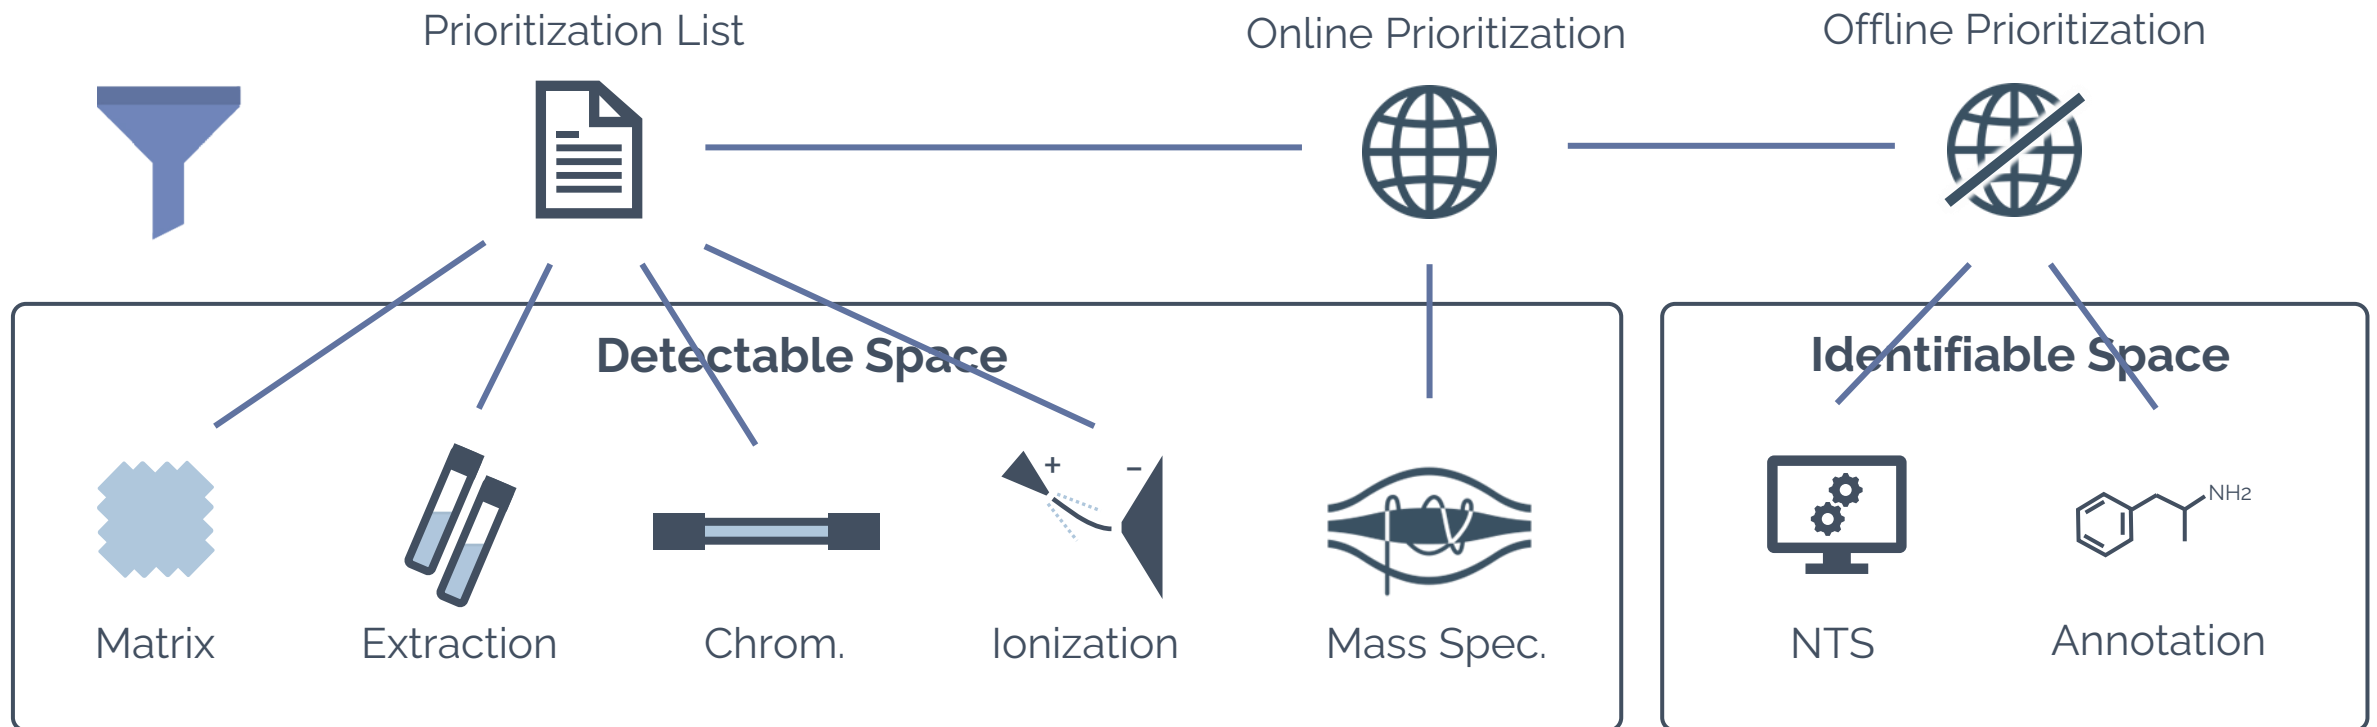 Prioritization List
Online Prioritization
Offline Prioritization
Detectable Space
Identifiable Space
+
−
NH2
Matrix
Extraction
Chrom.
Ionization
Mass Spec.
NTS
Annotation